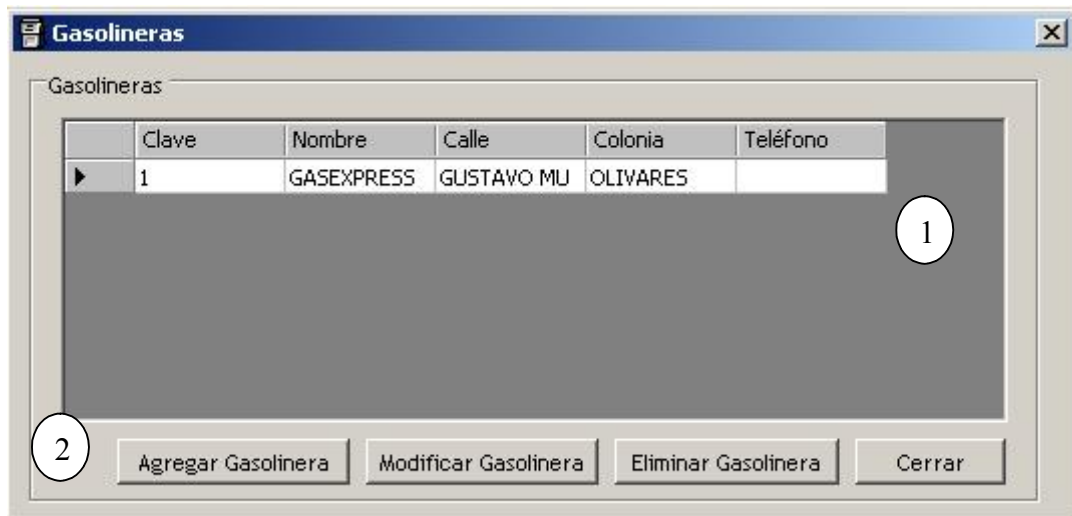 Gasolineras
Gasolineras
Clave Nombre Calle Colonia Teléfono
1 GASEXPRESS GUSTAVO MU OLIVARES
1
2
Agregar Gasolinera Modificar Gasolinera Eliminar Gasolinera Cerrar